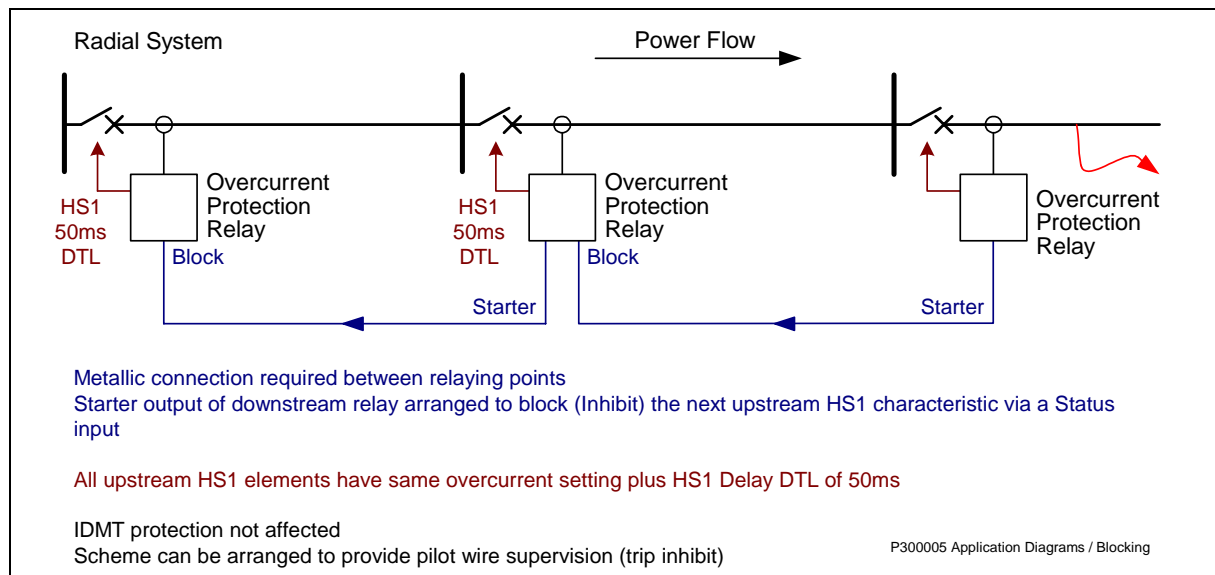 Radial System
Power Flow
HS1
50ms
DTL
Overcurrent
Protection
Relay
Block
HS1
50ms
DTL
Overcurrent
Protection
Relay
Block
Starter
Overcurrent
Protection
Relay
Starter
Metallic connection required between relaying points
Starter output of downstream relay arranged to block (Inhibit) the next upstream HS1 characteristic via a Status
input
All upstream HS1 elements have same overcurrent setting plus HS1 Delay DTL of 50ms
IDMT protection not affected
Scheme can be arranged to provide pilot wire supervision (trip inhibit)
P300005 Application Diagrams / Blocking